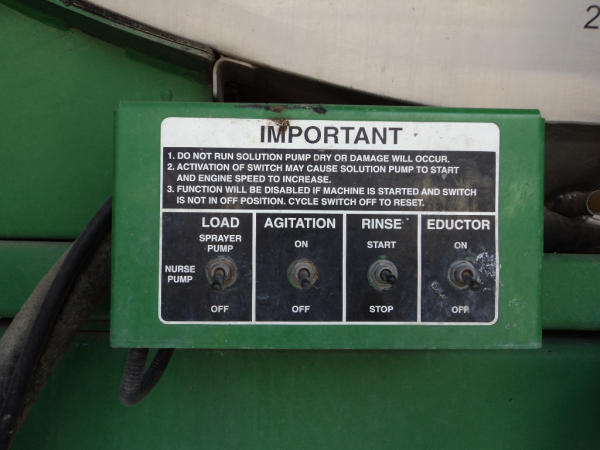 2
IMPORTANT
1. DO NOT RUN SOLUTION PUMP DRY OR DAMAGE WILL OCCUR.
2. ACTIVATION OF SWITCH MAY CAUSE SOLUTION PUMP TO START
AND ENGINE SPEED TO INCREASE.
3. FUNCTION WILL BE DISABLED IF MACHINE IS STARTED AND SWITCH
IS NOT IN OFF POSITION. CYCLE SWITCH OFF TO RESET.
LOAD
SPRAYER
PUMP
NURSE
PUMP
OFF
AGITATION
ON
OFF
RINSE
START
STOP
EDUCTOR
ON
OFF